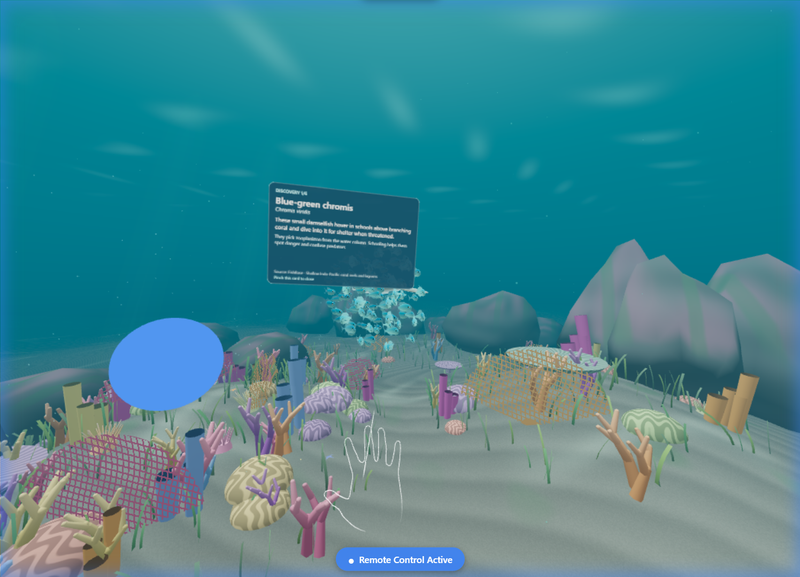 DISCOVERY 1/6
Blue-green chromis
Chromis viridis
These small damselfish hover in schools above branching
coral and dive into it for shelter when threatened.
They pick zooplankton from the water column. Schooling helps them
spot danger and confuse predators.
Block this card to close
Remote Control Active